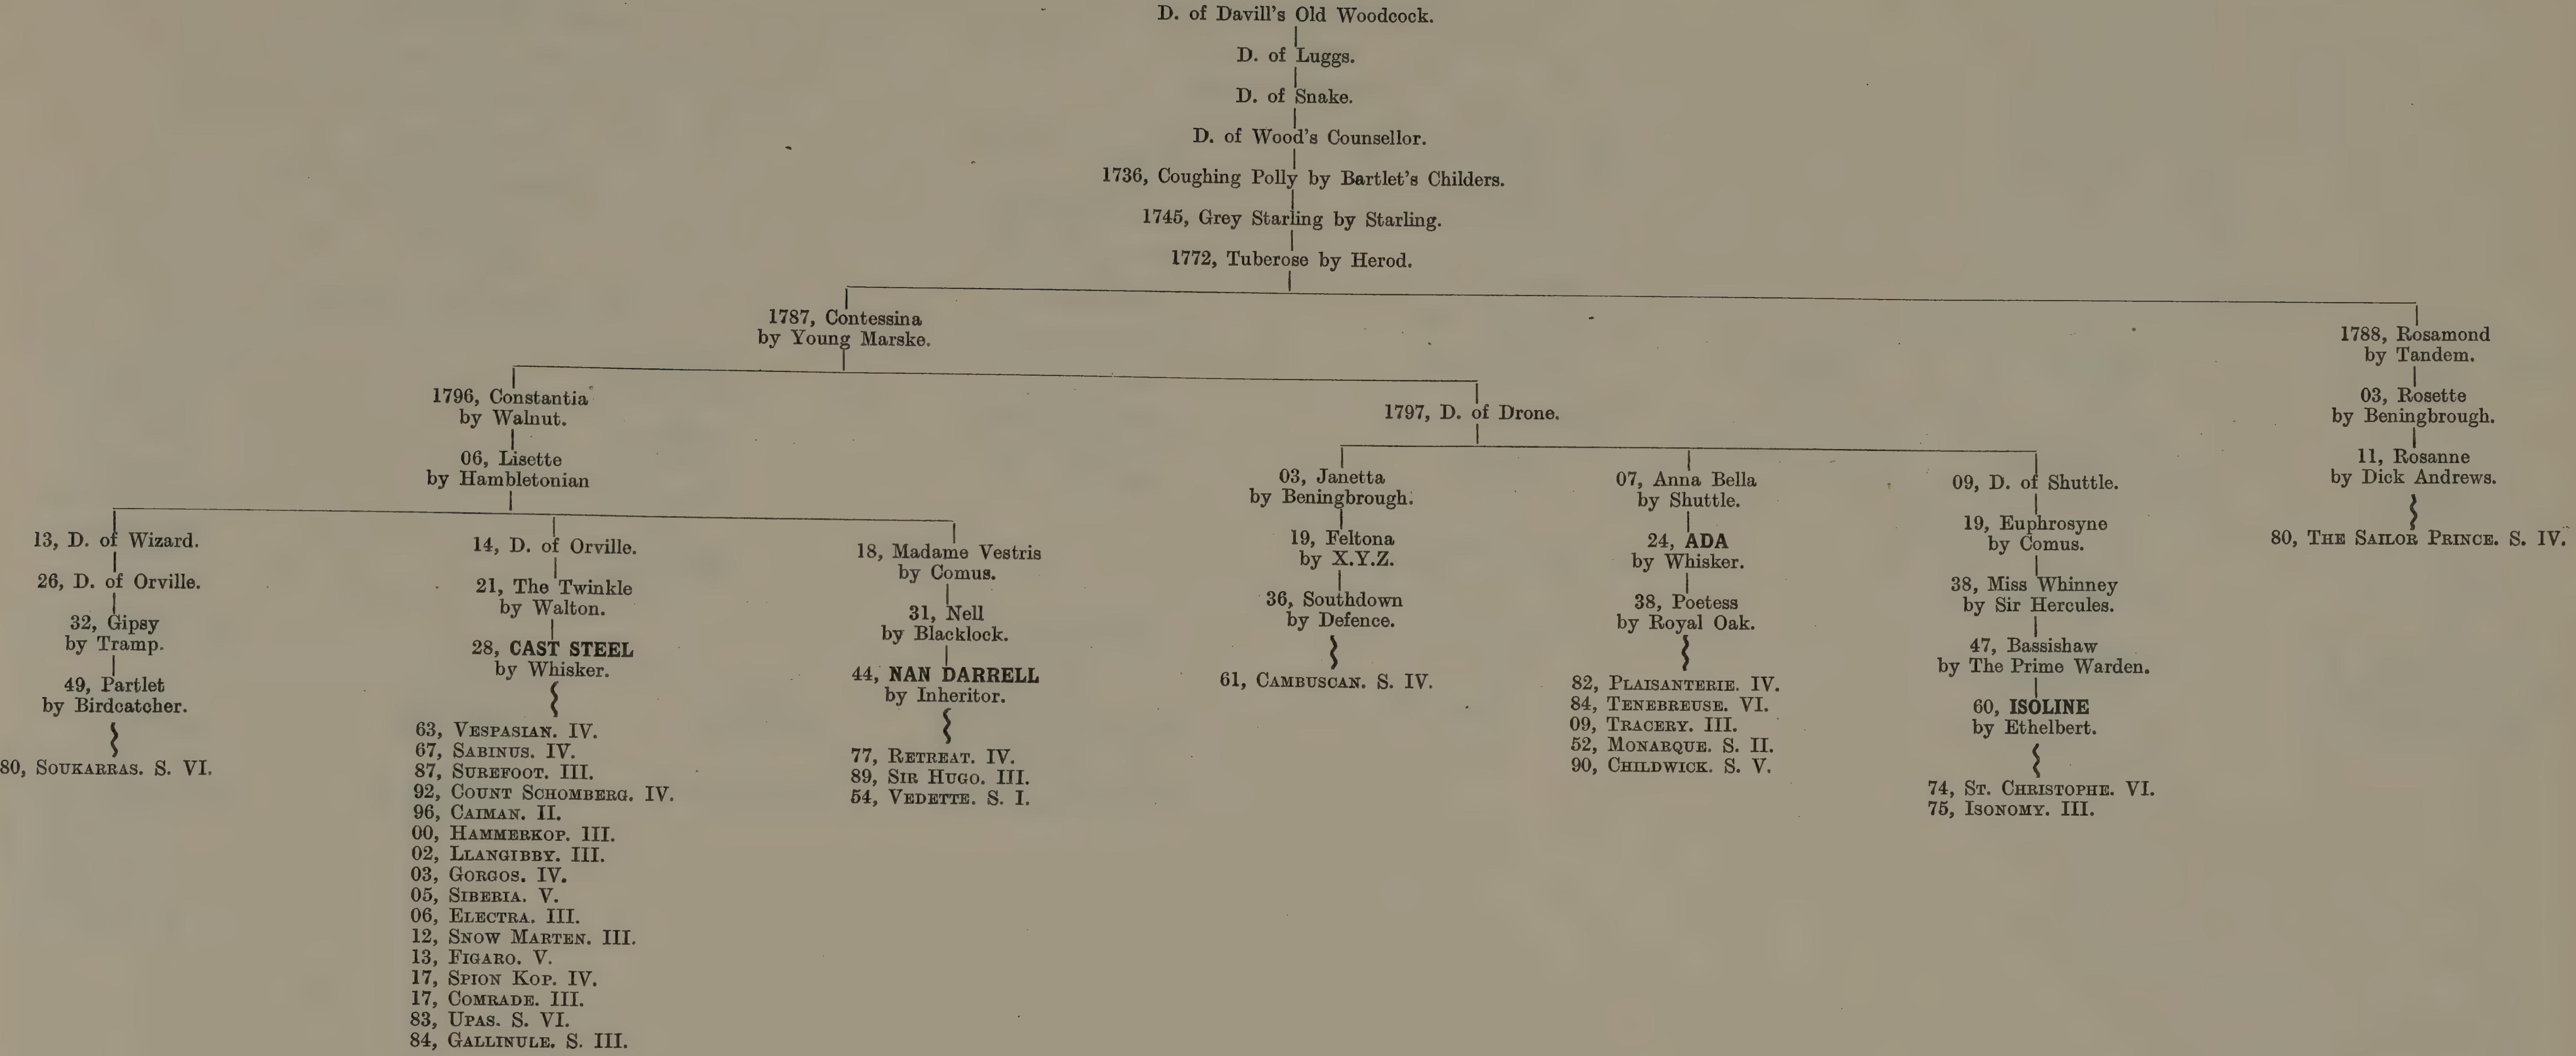 D. of Davill's Old Woodcock.
D. of Luggs.
D. of Snake.
D. of Wood's Counsellor.
1736, Coughing Polly by Bartlet's Childers.
1745, Grey Starling by Starling.
1772, Tuberose by Herod.
1787, Contessina
by Young Marske.
1796, Constantia
by Walnut.
06, Lisette
by Hambletonian
13, D. of Wizard.
26, D. of Orville.
32, Gipsy
by Tramp.
49, Partlet
by Birdcatcher.
80, SOUKARRAS. S. VI.
14, D. of Orville.
21, The Twinkle
by Walton.
28, CAST STEEL
by Whisker.
63, VESPASIAN. IV.
67, SABINUS. IV.
87, SUREFOOT. III.
92, COUNT SCHOMBERG. IV.
96, CAIMAN. II.
00, HAMMERKOP. III.
02, LLANGIBBY. III.
03, GORGOS. IV.
05, SIBERIA. V.
06, ELECTRA. III.
12, SNOW MARTEN. III.
13, FIGARO. V.
17, SPION KOP. IV.
17, COMRADE. III.
83, UPAS. S. VI.
84, GALLINULE. S. III.
18, Madame Vestris
by Comus.
31, Nell
by Blacklock.
44, NAN DARRELL
by Inheritor.
77, RETREAT. IV.
89, SIR HUGO. III.
54, VEDETTE. S. I.
1797, D. of Drone.
03, Janetta
by Beningbrough.
19, Feltona
by X.Y.Z.
36, Southdown
by Defence.
61, CAMBUSCAN. S. IV.
07, Anna Bella
by Shuttle.
24, ADA
by Whisker.
38, Poetess
by Royal Oak.
82, PLAISANTERIE. IV.
84, TENEBREUSE. VI.
09, TRACERY. III.
52, MONARQUE. S. II.
90, CHILDWICK. S. V.
09, D. of Shuttle.
19, Euphrosyne
by Comus.
38, Miss Whinney
by Sir Hercules.
47, Bassishaw
by The Prime Warden.
60, ISOLINE
by Ethelbert.
74, ST. CHRISTOPHE. VI.
75, ISONOMY. III.
1788, Rosamond
by Tandem.
03, Rosette
by Beningbrough.
11, Rosanne
by Dick Andrews.
80, THE SAILOR PRINCE. S. IV.